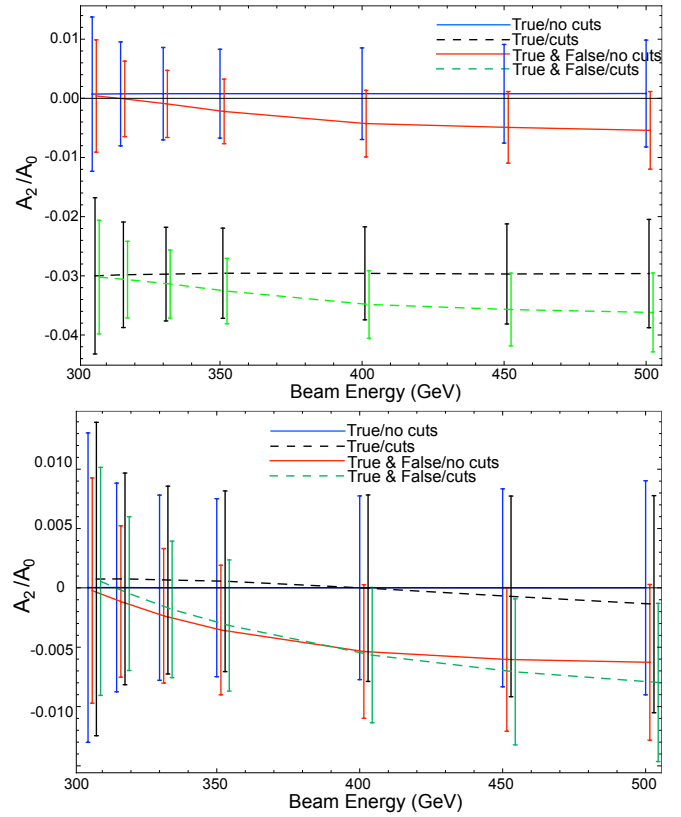 True/no cuts
True/cuts
True & False/no cuts
True & False/cuts
0.01
0.00
-0.01
-0.02
-0.03
-0.04
A2/A0
300 350 400 450 500
Beam Energy (GeV)
True/no cuts
True/cuts
True & False/no cuts
True & False/cuts
0.010
0.005
0
-0.005
-0.010
A2/A0
300 350 400 450 500
Beam Energy (GeV)